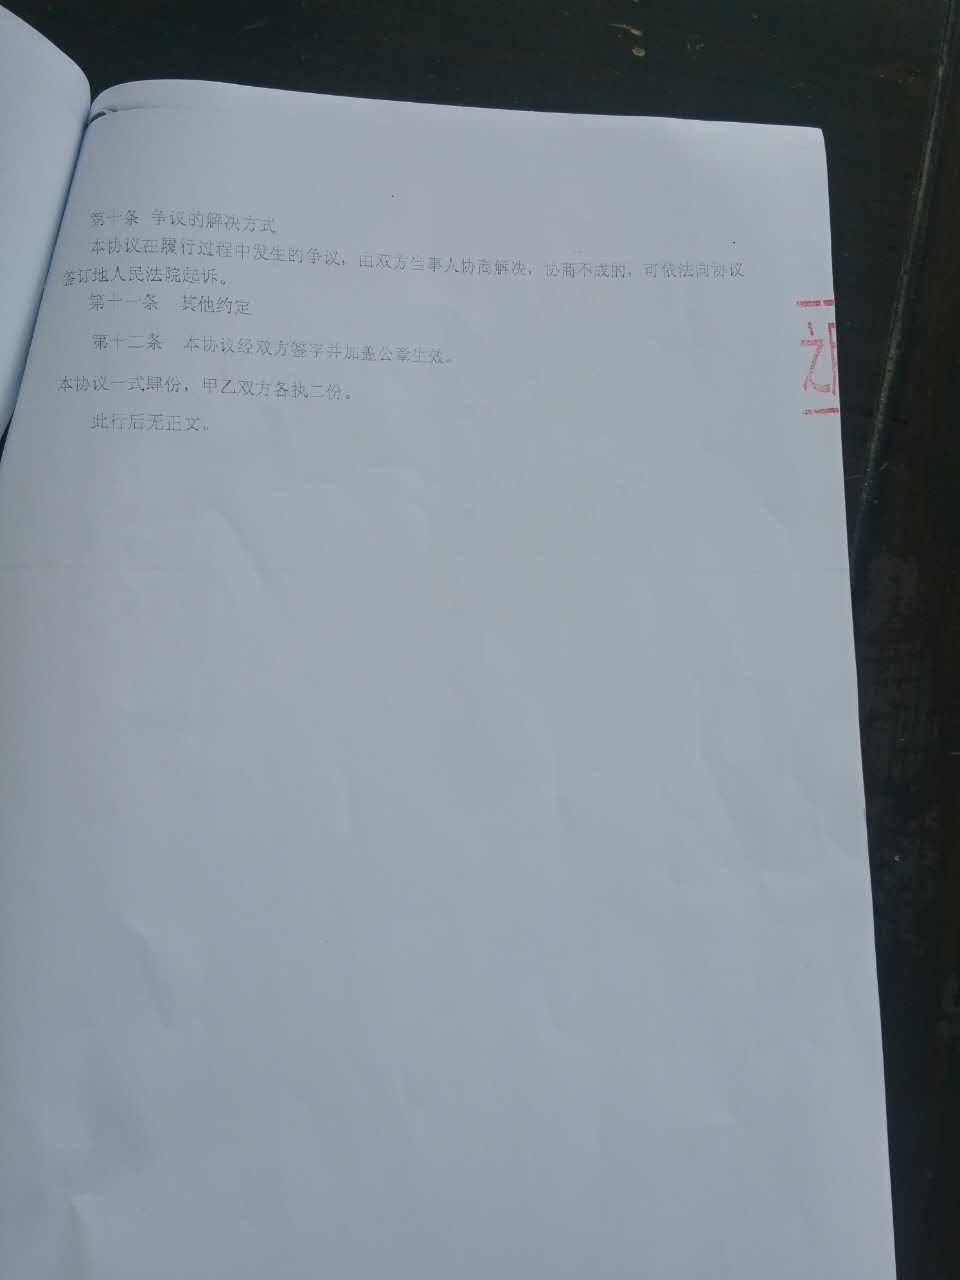 第十条 争议的解决方式
本协议在履行过程中发生的争议，由双方当事人协商解决，协商不成的，可依法向协议
签订地人民法院起诉。
第十一条 其他约定
第十二条 本协议经双方签字并加盖公章生效。
本协议一式肆份，甲乙双方各执二份。
此行后无正文。